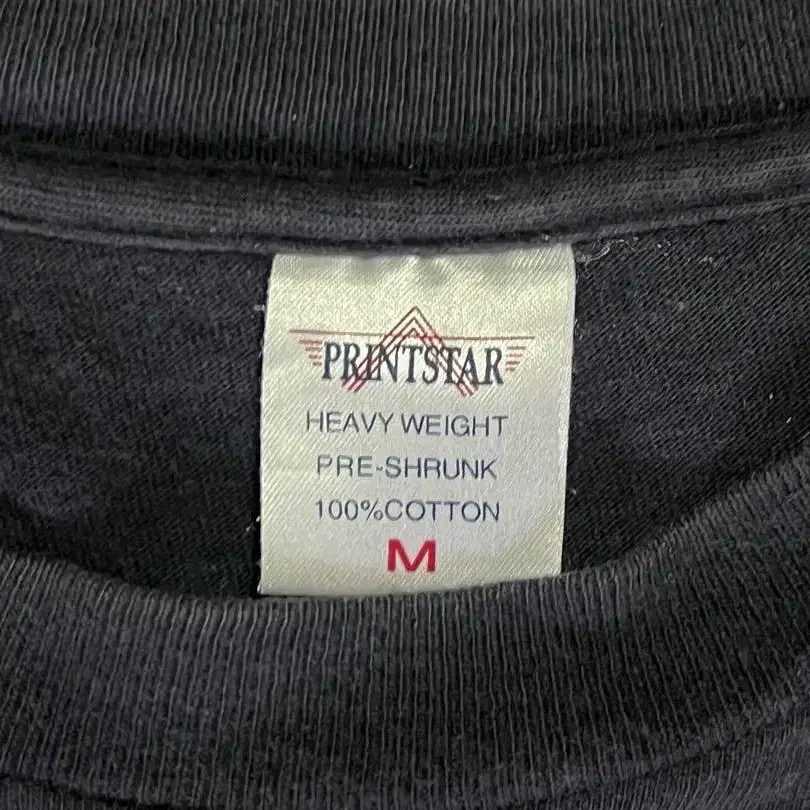 PRINTSTAR
HEAVY WEIGHT
PRE-SHRUNK
100%COTTON
M